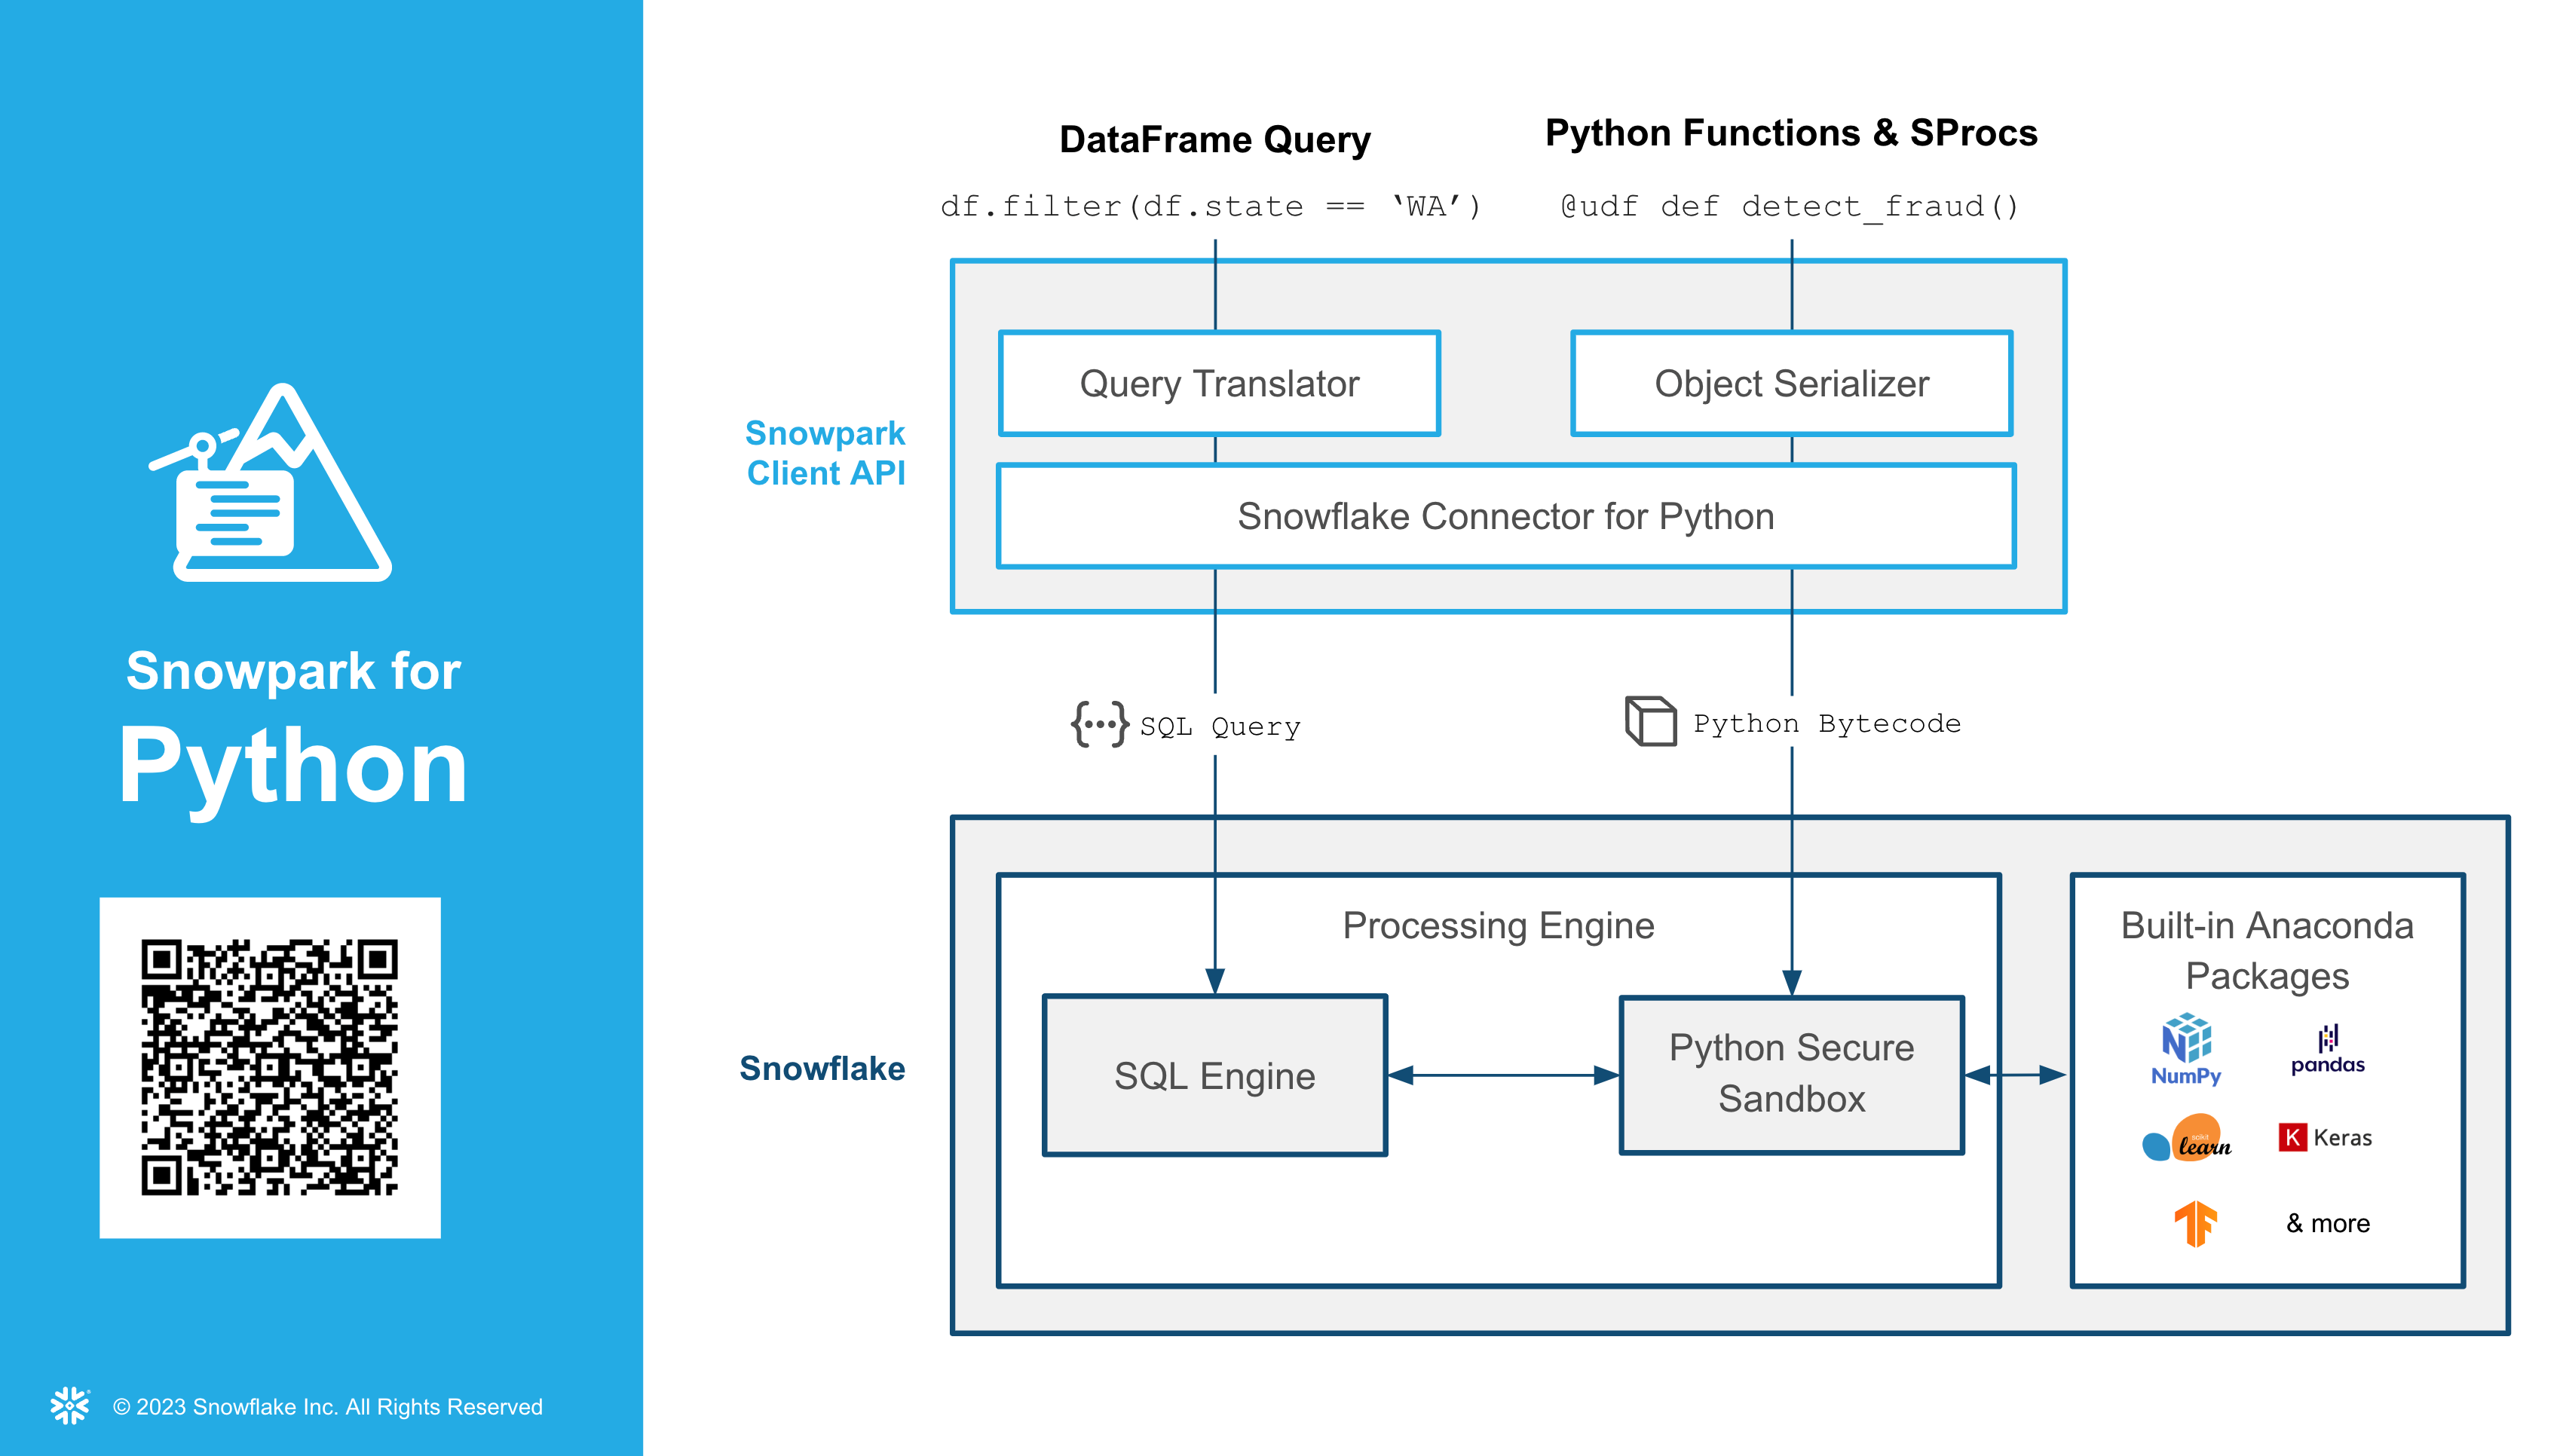 Snowpark for
Python
© 2023 Snowflake Inc. All Rights Reserved
DataFrame Query
df.filter(df.state == ‘WA’)
Python Functions & SProcs
@udf def detect_fraud()
Snowpark
Client API
Query Translator
Object Serializer
Snowflake Connector for Python
{···} SQL Query
Python Bytecode
Snowflake
Processing Engine
SQL Engine
Python Secure
Sandbox
Built-in Anaconda
Packages
NumPy
pandas
scikit
learn
K Keras
TF
& more